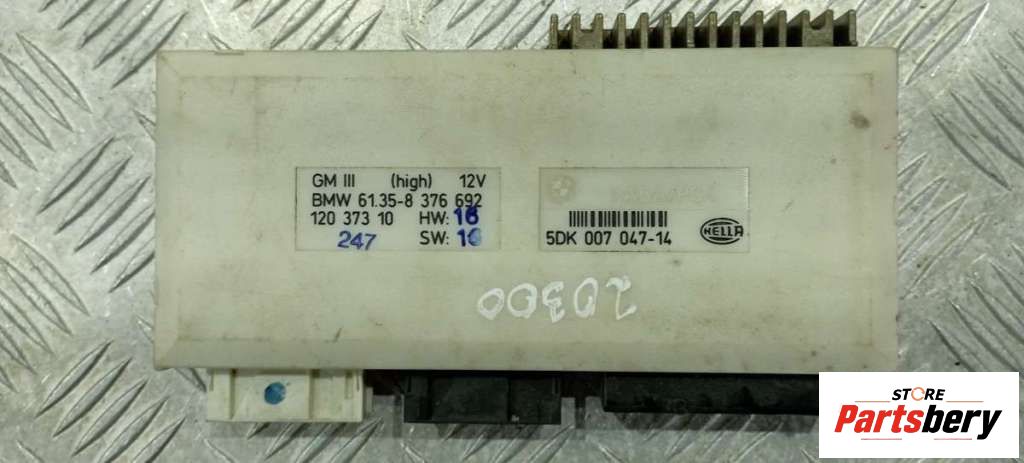 GM III (high) 12V
BMW 61.35-8 376 692
120 373 10 HW: 16
247 SW: 10
5DK 007 047-14
HELLA
20300
STORE
Partsbery